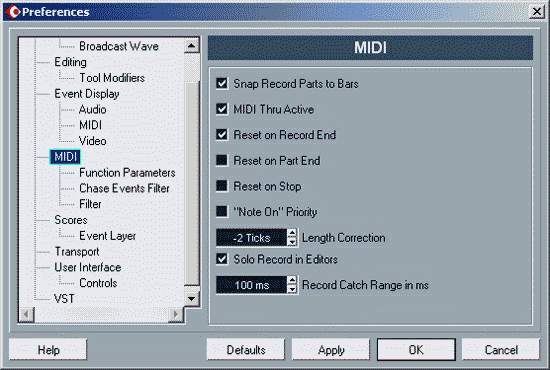 Preferences
Broadcast Wave
Editing
Tool Modifiers
Event Display
Audio
MIDI
Video
MIDI
Function Parameters
Chase Events Filter
Filter
Scores
Event Layer
Transport
User Interface
Controls
VST
MIDI
Snap Record Parts to Bars
MIDI Thru Active
Reset on Record End
Reset on Part End
Reset on Stop
"Note On" Priority
-2 Ticks Length Correction
Solo Record in Editors
100 ms Record Catch Range in ms
Help Defaults Apply OK Cancel